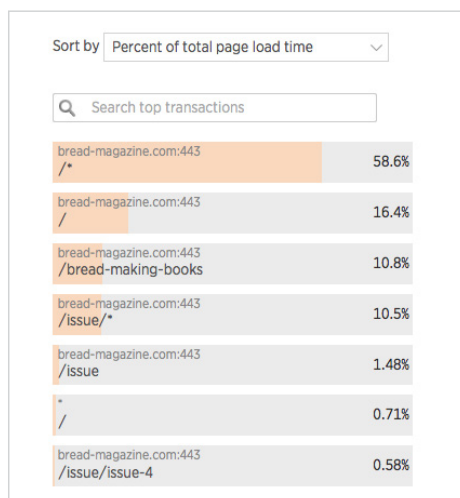 Sort by Percent of total page load time
Search top transactions
bread-magazine.com:443
/* 58.6%
bread-magazine.com:443
/ 16.4%
bread-magazine.com:443
/bread-making-books 10.8%
bread-magazine.com:443
/issue/* 10.5%
bread-magazine.com:443
/issue 1.48%
*
/ 0.71%
bread-magazine.com:443
/issue/issue-4 0.58%